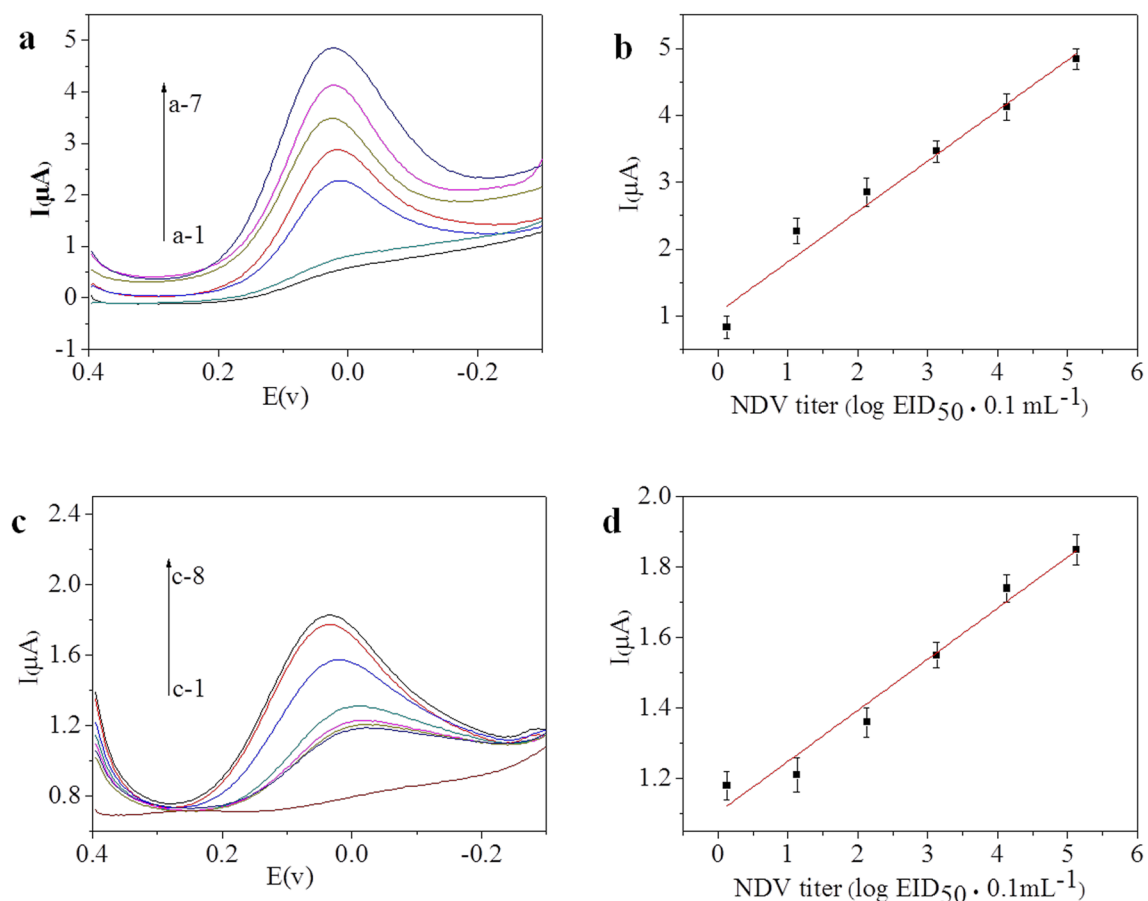 a
5
4
3
2
1
0
-1
I(μA)
a-7
a-1
0.4
0.2
0.0
-0.2
E(v)
b
5
4
3
2
1
I(μA)
0
1
2
3
4
5
6
NDV titer (log EID50 · 0.1 mL-1)
c
2.4
2.0
1.6
1.2
0.8
I(μA)
c-8
c-1
0.4
0.2
0.0
-0.2
E(v)
d
2.0
1.8
1.6
1.4
1.2
I(μA)
0
1
2
3
4
5
6
NDV titer (log EID50 · 0.1mL-1)